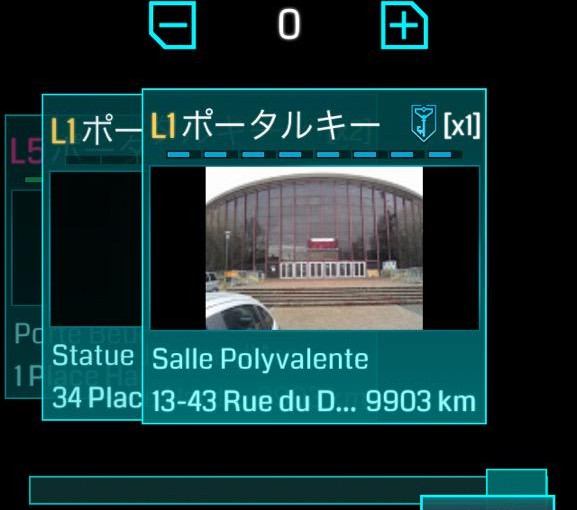 0
L5
L1 ポー
L1 ポータルキー [x1]
Po
Statue
Salle Polyvalente
1 P
34 Plac
13-43 Rue du D... 9903 km